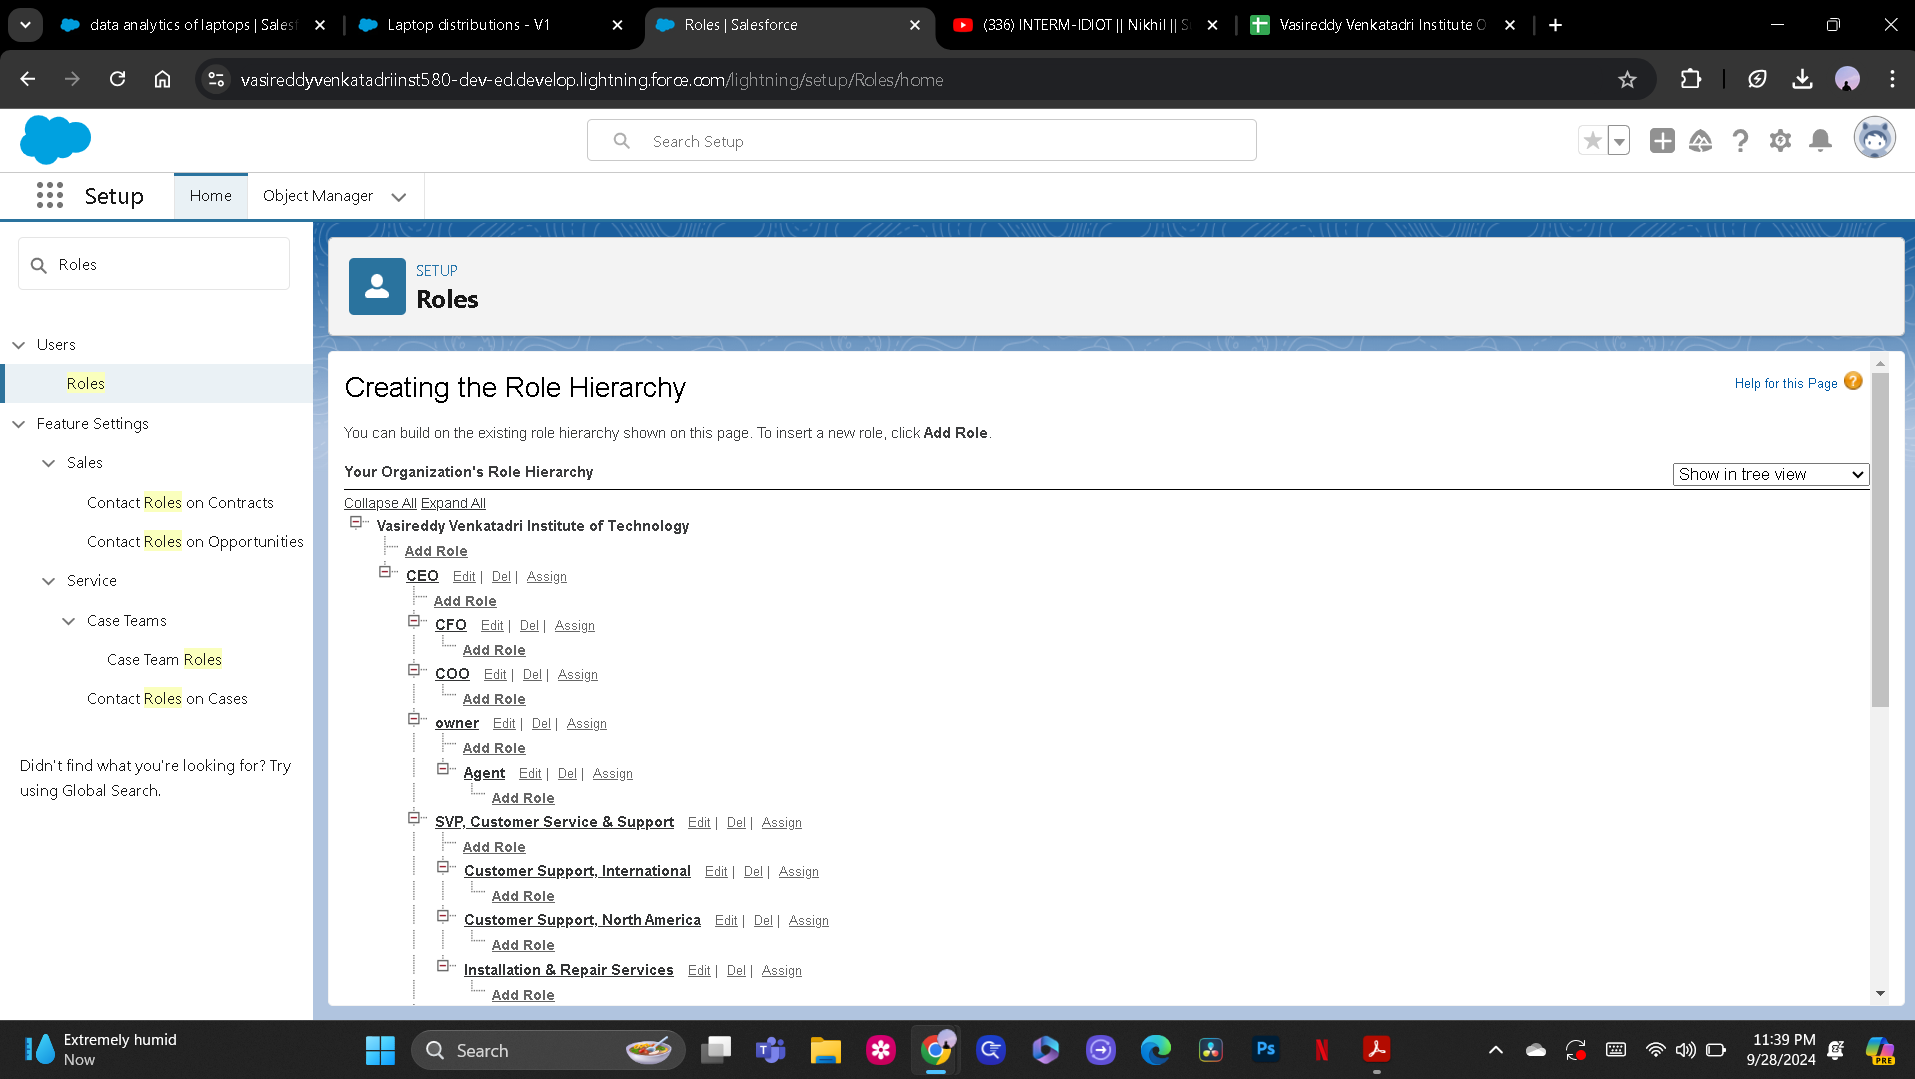 data analytics of laptops | Sales
Laptop distributions - V1
Roles | Salesforce
(336) INTERM-IDIOT || Nikhil || S
Vasireddy Venkatadri Institute O
vasireddyvenkatadriinst580-dev-ed.develop.lightning.force.com/lightning/setup/Roles/home
Search Setup
Setup
Home
Object Manager
Roles
Users
Roles
Feature Settings
Sales
Contact Roles on Contracts
Contact Roles on Opportunities
Service
Case Teams
Case Team Roles
Contact Roles on Cases
Didn't find what you're looking for? Try
using Global Search.
SETUP
Roles
Creating the Role Hierarchy
Help for this Page
You can build on the existing role hierarchy shown on this page. To insert a new role, click Add Role.
Your Organization's Role Hierarchy
Show in tree view
Collapse All Expand All
Vasireddy Venkatadri Institute of Technology
Add Role
CEO Edit | Del | Assign
Add Role
CFO Edit | Del | Assign
Add Role
COO Edit | Del | Assign
Add Role
owner Edit | Del | Assign
Add Role
Agent Edit | Del | Assign
Add Role
SVP, Customer Service & Support Edit | Del | Assign
Add Role
Customer Support, International Edit | Del | Assign
Add Role
Customer Support, North America Edit | Del | Assign
Add Role
Installation & Repair Services Edit | Del | Assign
Add Role
Extremely humid
Now
Search
Ps
PRE
11:39 PM
9/28/2024